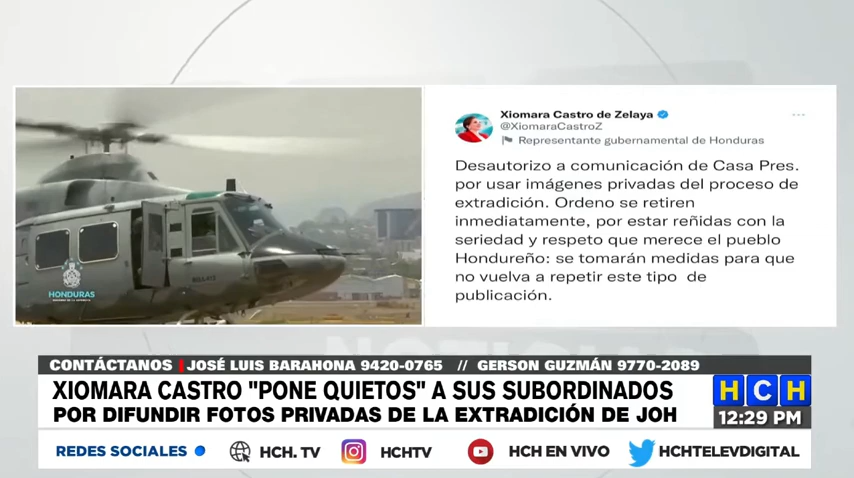 HONDURAS
Xiomara Castro de Zelaya
@XiomaraCastroZ
Representante gubernamental de Honduras
Desautorizo a comunicación de Casa Pres.
por usar imágenes privadas del proceso de
extradición. Ordeno se retiren
inmediatamente, por estar reñidas con la
seriedad y respeto que merece el pueblo
Hondureño: se tomarán medidas para que
no vuelva a repetir este tipo de
publicación.
CONTÁCTANOS JOSÉ LUIS BARAHONA 9420-0765 // GERSON GUZMÁN 9770-2089
XIOMARA CASTRO "PONE QUIETOS" A SUS SUBORDINADOS
POR DIFUNDIR FOTOS PRIVADAS DE LA EXTRADICIÓN DE JOH
HCH
12:29 PM
REDES SOCIALES HCH.TV HCHTV HCH EN VIVO HCHTELEVDIGITAL